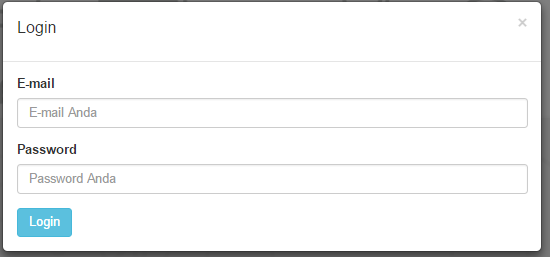 Login
×
E-mail
E-mail Anda
Password
Password Anda
Login